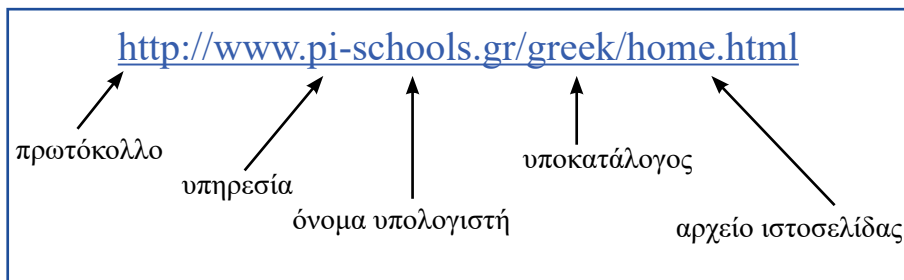 http://www.pi-schools.gr/greek/home.html
πρωτόκολλο
υπηρεσία
όνομα υπολογιστή
υποκατάλογος
αρχείο ιστοσελίδας